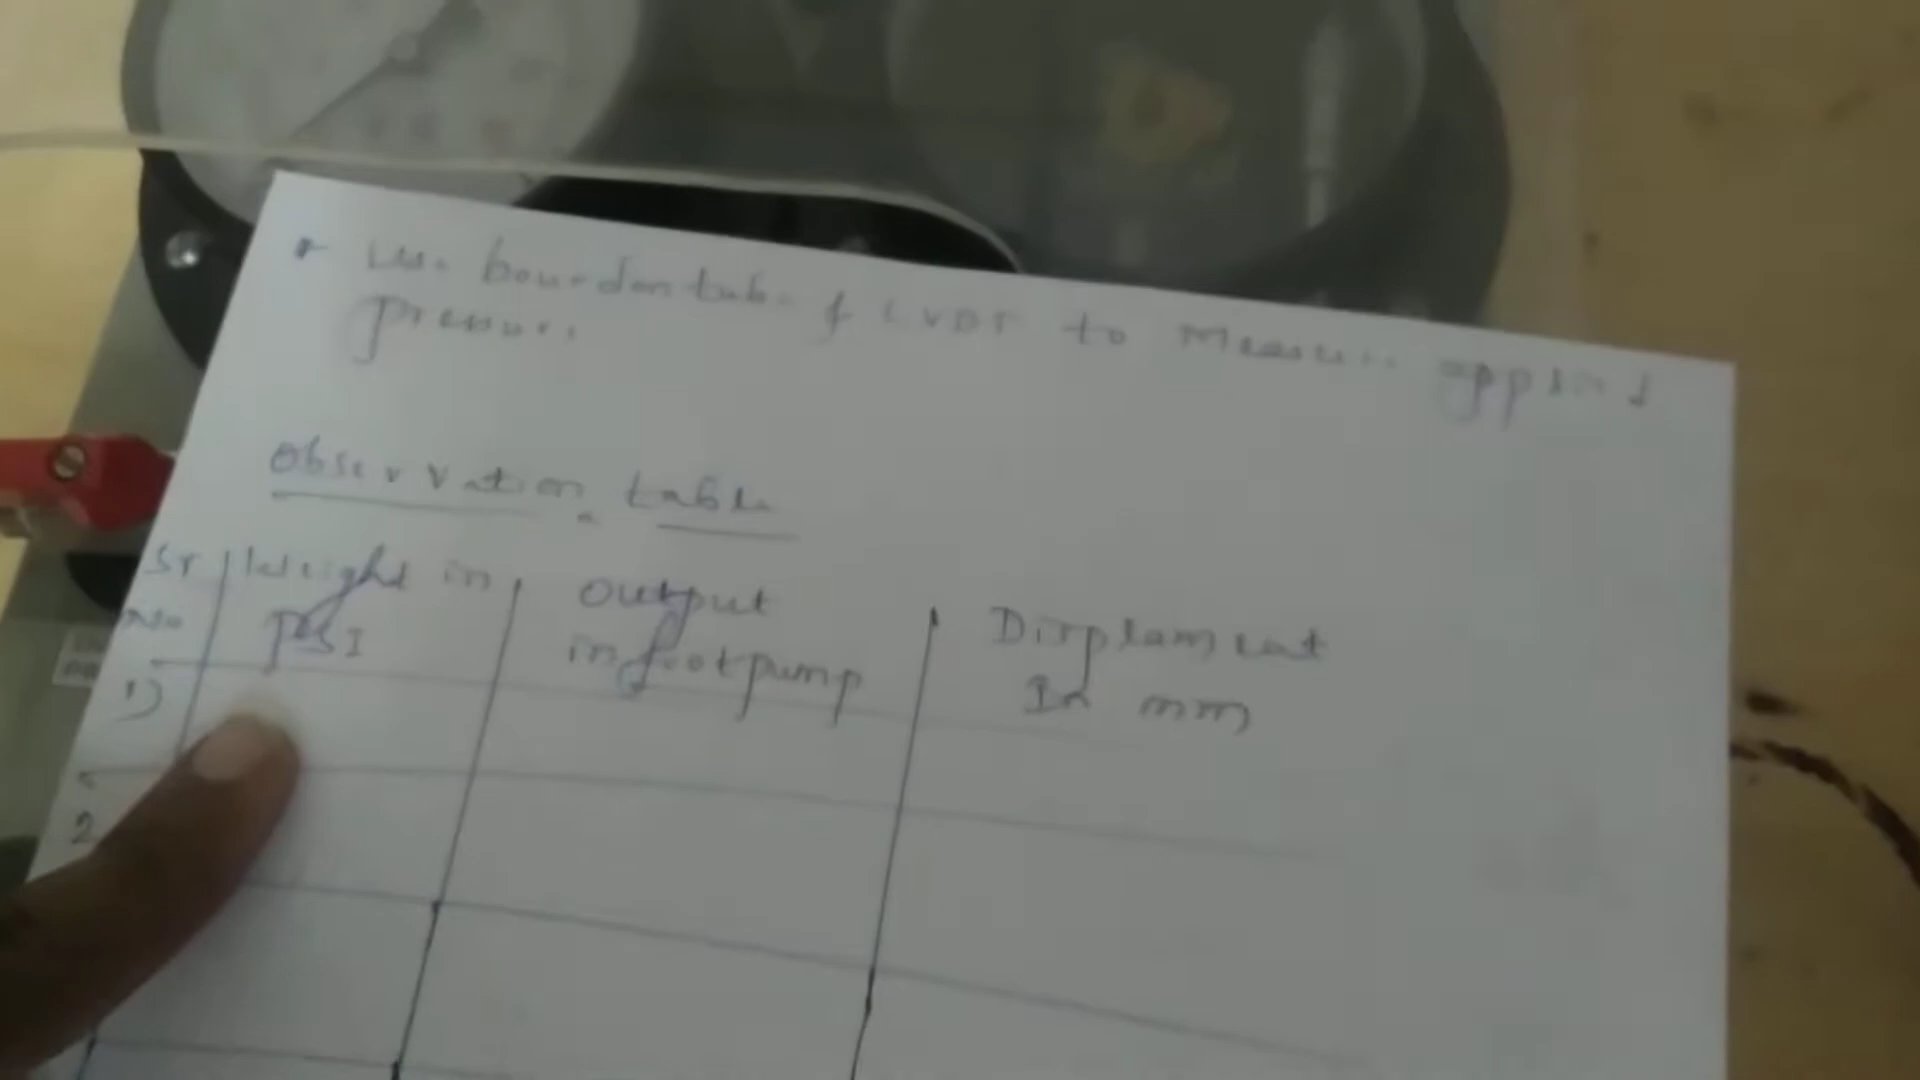 * Use bourdon tube & LVDT to Measure applied
pressure
Observation table
Sr No
Weight in PSI
Output in footpump
Displament In mm
1)
2